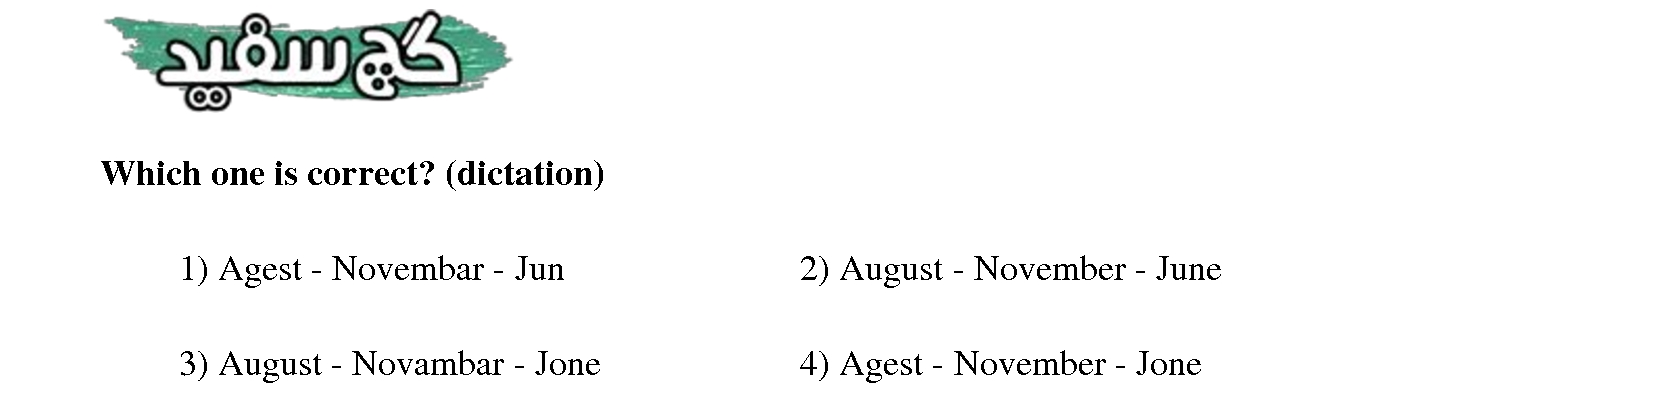 گچ سفید
Which one is correct? (dictation)
1) Agest - Novembar - Jun 2) August - November - June
3) August - Novambar - Jone 4) Agest - November - Jone